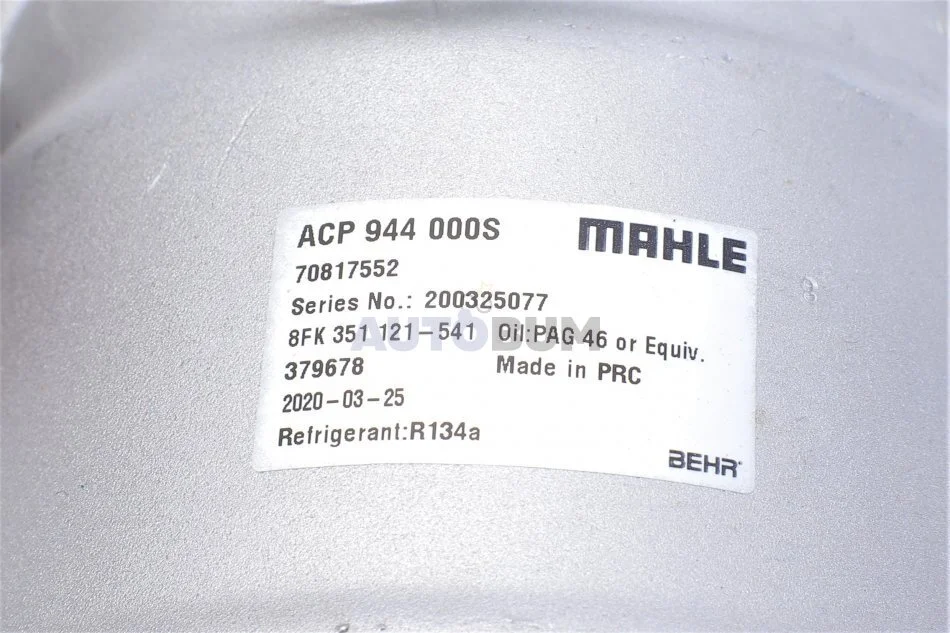 ACP 944 000S
MAHLE
70817552
Series No.: 200325077
8FK 351 121-541 Oil:PAG 46 or Equiv.
AUTODUM
379678 Made in PRC
2020-03-25
Refrigerant:R134a
BEHR